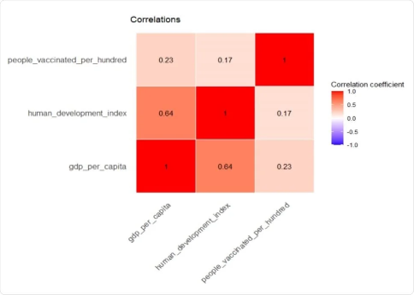 Correlations
people_vaccinated_per_hundred
0.23
0.17
1
human_development_index
0.64
1
0.17
gdp_per_capita
1
0.64
0.23
gdp_per_capita
human_development_index
people_vaccinated_per_hundred
Correlation coefficient
1.0
0.5
0.0
-0.5
-1.0